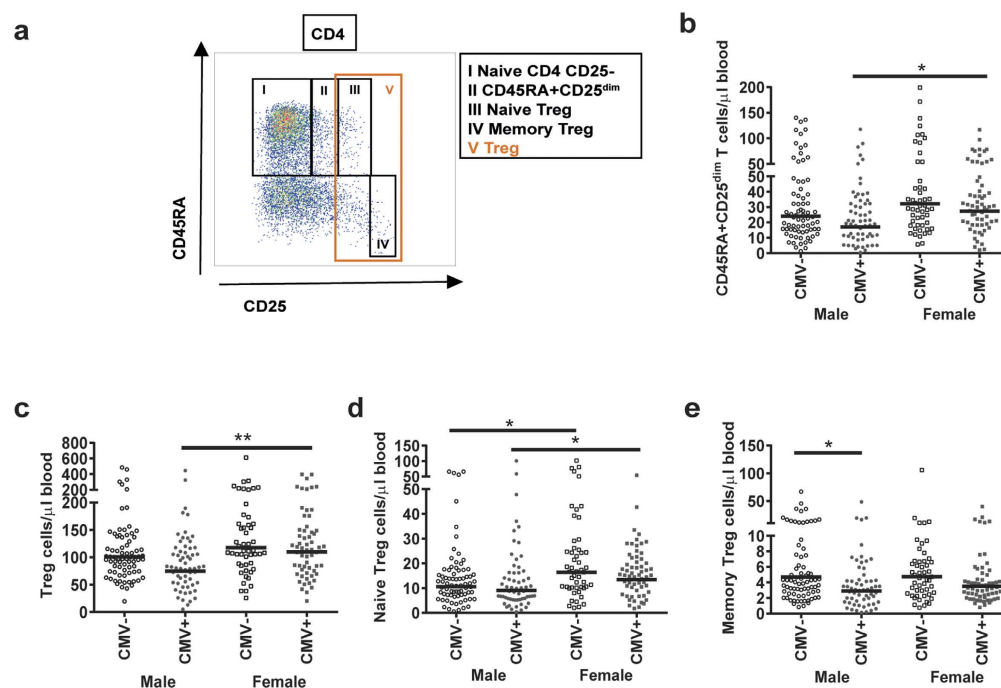 a
CD4
I
II
III
V
IV
CD45RA
CD25
I Naive CD4 CD25-
II CD45RA+CD25dim
III Naive Treg
IV Memory Treg
V Treg
b
CD45RA+CD25dim T cells/μl blood
200
150
100
50
50
40
30
20
10
0
*
CMV-
CMV+
CMV-
CMV+
Male
Female
c
Treg cells/μl blood
800
600
400
200
200
150
100
50
0
**
CMV-
CMV+
CMV-
CMV+
Male
Female
d
Naive Treg cells/μl blood
150
100
50
50
40
30
20
10
0
*
*
CMV-
CMV+
CMV-
CMV+
Male
Female
e
Memory Treg cells/μl blood
150
100
50
10
8
6
4
2
0
*
CMV-
CMV+
CMV-
CMV+
Male
Female